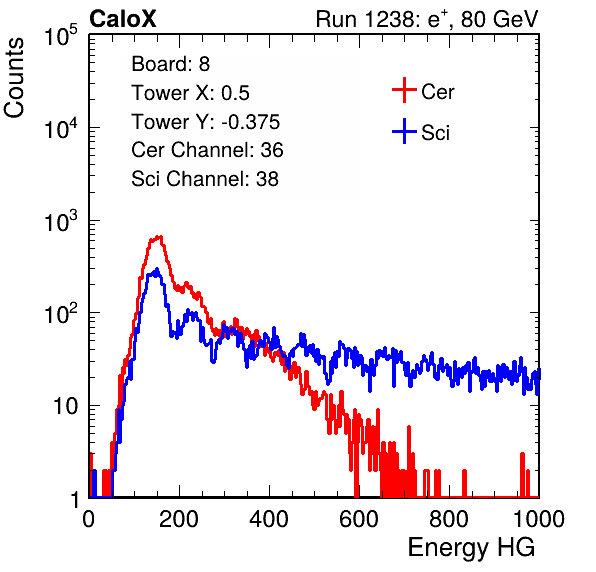 CaloX Run 1238: e⁺, 80 GeV
Counts
Board: 8
Tower X: 0.5
Tower Y: -0.375
Cer Channel: 36
Sci Channel: 38
Cer
Sci
10⁵
10⁴
10³
10²
10
1
0 200 400 600 800 1000
Energy HG